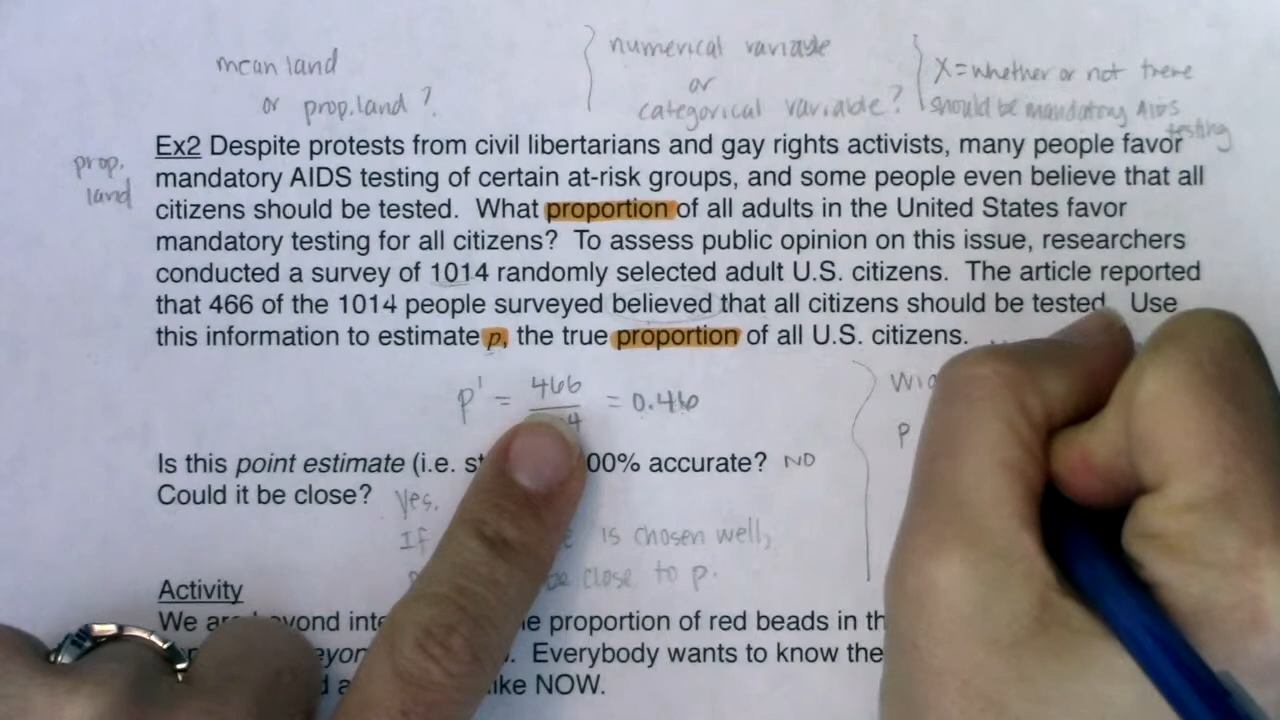 mean land
or prop.land?
numerical variable
or
categorical variable?
X=whether or not there
should be mandatory AIDS
testing
prop.
land
Ex2 Despite protests from civil libertarians and gay rights activists, many people favor
mandatory AIDS testing of certain at-risk groups, and some people even believe that all
citizens should be tested. What proportion of all adults in the United States favor
mandatory testing for all citizens? To assess public opinion on this issue, researchers
conducted a survey of 1014 randomly selected adult U.S. citizens. The article reported
that 466 of the 1014 people surveyed believed that all citizens should be tested. Use
this information to estimate p, the true proportion of all U.S. citizens.
p' = 466 / 4 = 0.46
p
Is this point estimate (i.e. 00% accurate? NO
Could it be close? Yes.
If is chosen well,
be close to p.
Activity
We are the proportion of red beads in
Everybody wants to know the
NOW.